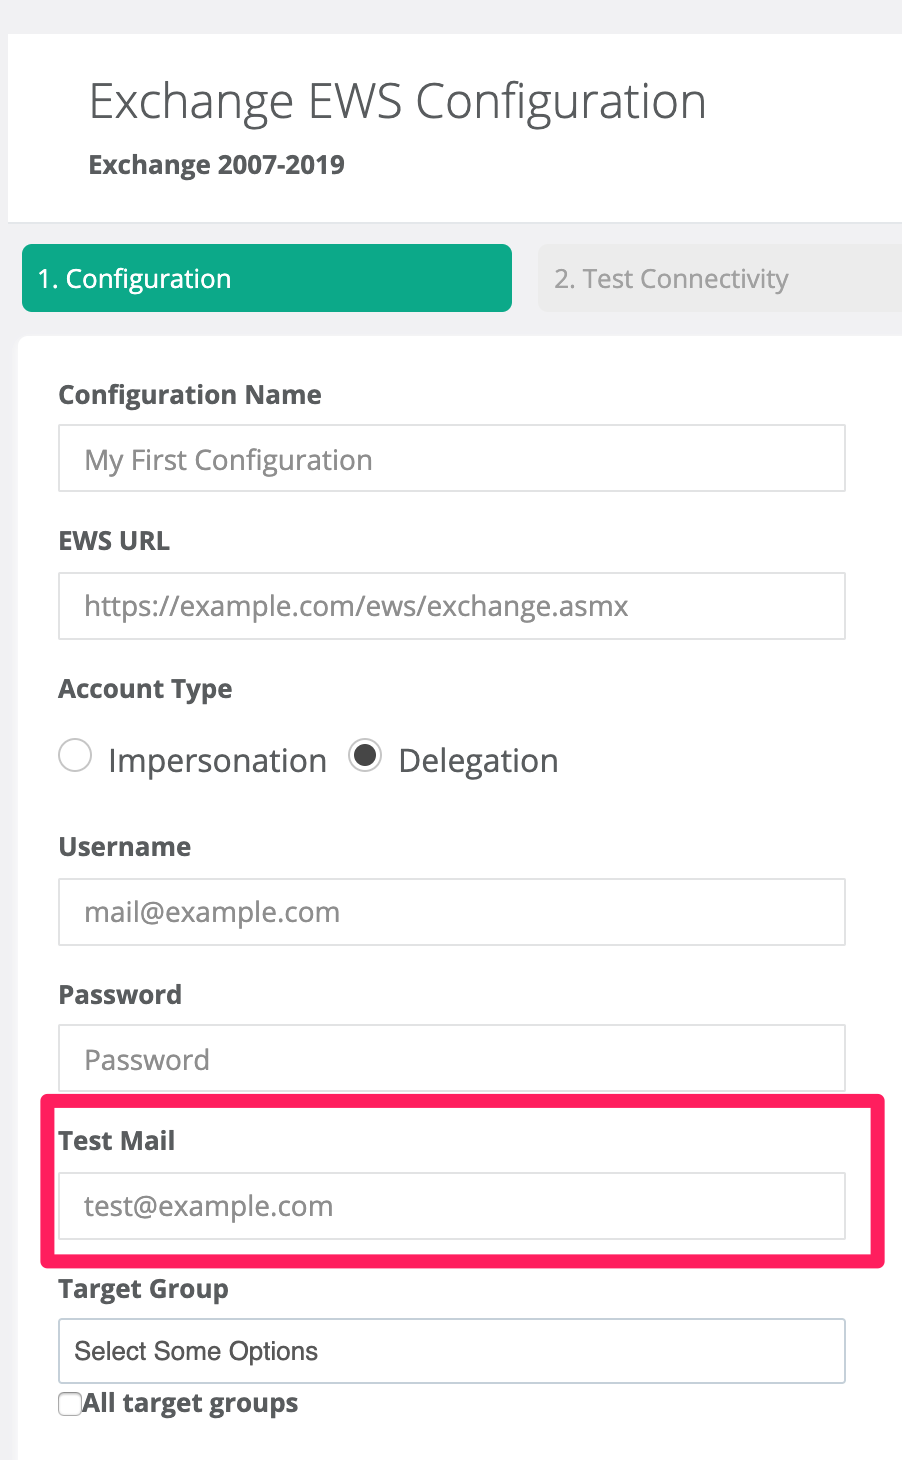 Exchange EWS Configuration
Exchange 2007-2019
1. Configuration
2. Test Connectivity
Configuration Name
My First Configuration
EWS URL
https://example.com/ews/exchange.asmx
Account Type
Impersonation Delegation
Username
mail@example.com
Password
Password
Test Mail
test@example.com
Target Group
Select Some Options
All target groups